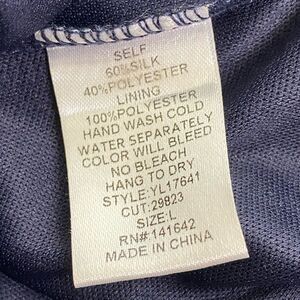 SELF
60%SILK
40%POLYESTER
LINING
100%POLYESTER
HAND WASH COLD
WATER SEPARATELY
COLOR WILL BLEED
NO BLEACH
HANG TO DRY
STYLE:YL17641
CUT:29823
SIZE:L
RN#:141642
MADE IN CHINA